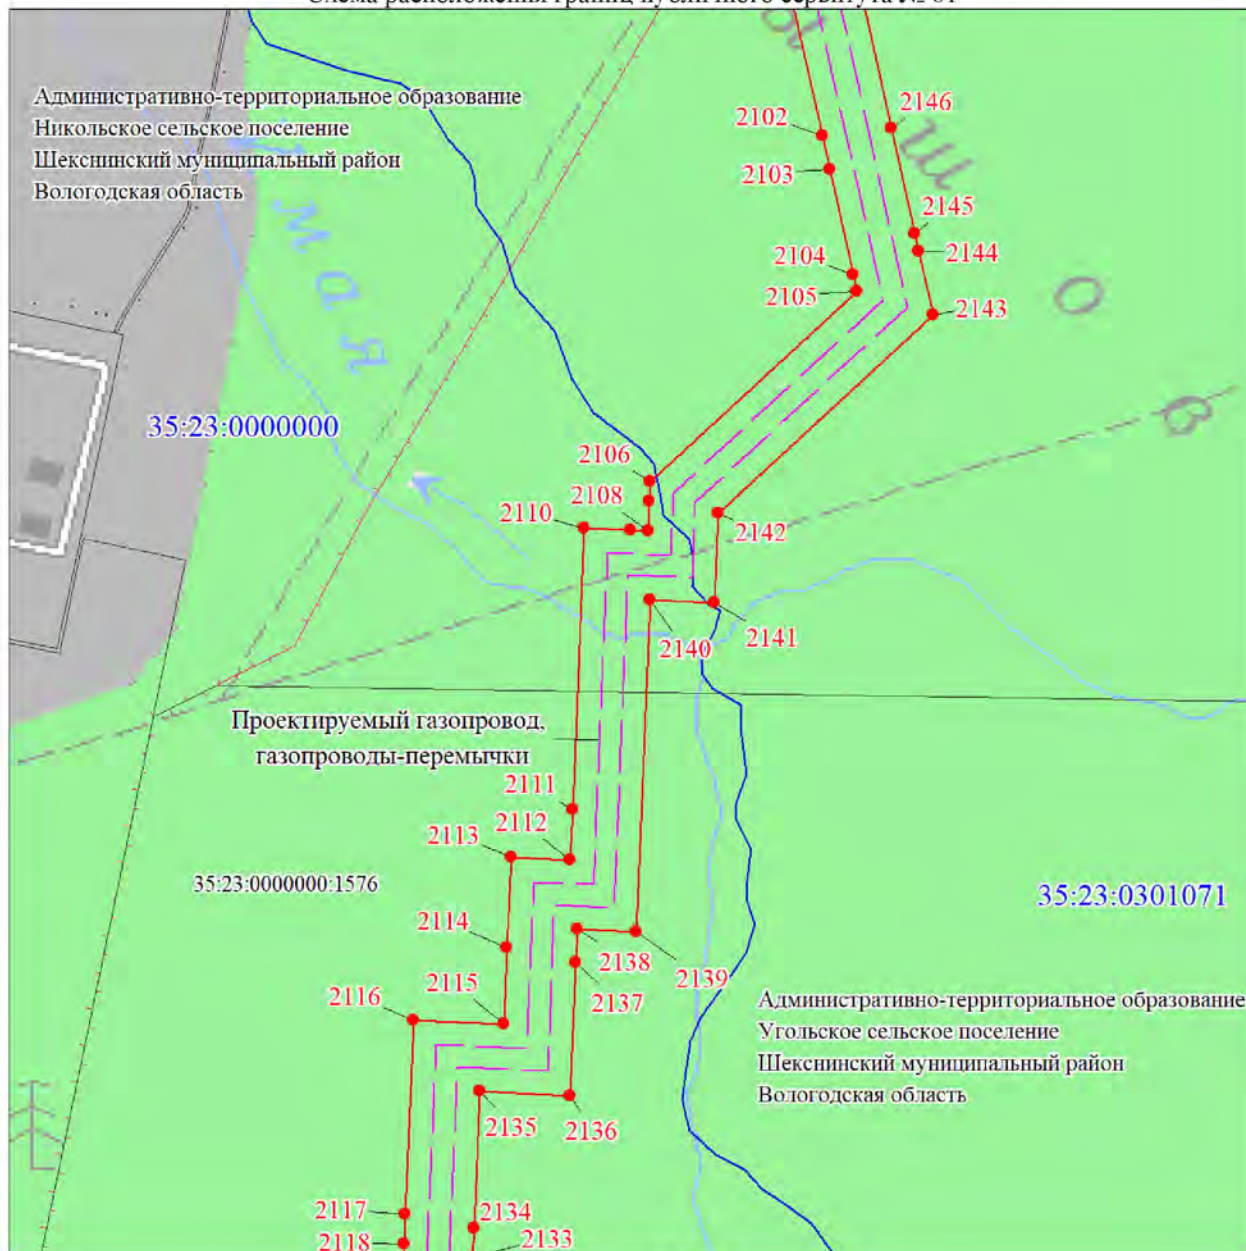 Административно-территориальное образование
Никольское сельское поселение
Шекснинский муниципальный район
Вологодская область
2102
2146
2103
2145
2104
2144
2105
2143
ш
о
в
мая
35:23:0000000
2106
2108
2110
2142
2140
2141
Проектируемый газопровод,
газопроводы-перемычки
2111
2112
2113
35:23:0000000:1576
35:23:0301071
2114
2138
2139
2115
2137
2116
Административно-территориальное образование
Угольское сельское поселение
Шекснинский муниципальный район
Вологодская область
2135
2136
2117
2134
2118
2133